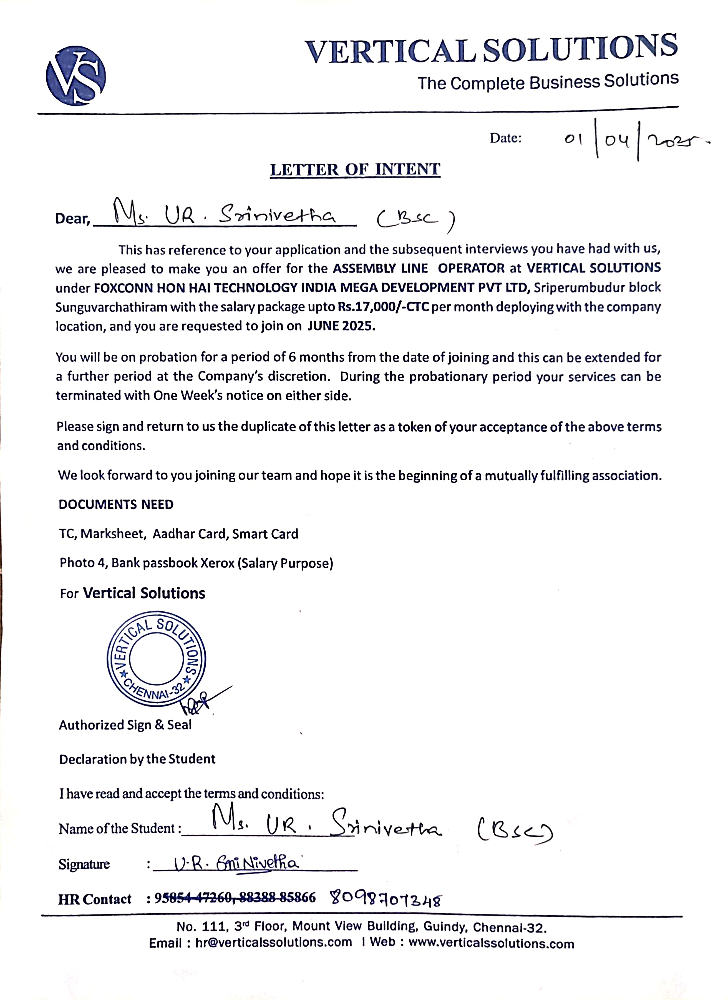 VS
VERTICAL SOLUTIONS
The Complete Business Solutions
Date: 01/04/2025.
LETTER OF INTENT
Dear, Ms. UR. Srinivetha (BSC)
This has reference to your application and the subsequent interviews you have had with us,
we are pleased to make you an offer for the ASSEMBLY LINE OPERATOR at VERTICAL SOLUTIONS
under FOXCONN HON HAI TECHNOLOGY INDIA MEGA DEVELOPMENT PVT LTD, Sriperumbudur block
Sunguvarchathiram with the salary package upto Rs.17,000/-CTC per month deploying with the company
location, and you are requested to join on JUNE 2025.
You will be on probation for a period of 6 months from the date of joining and this can be extended for
a further period at the Company's discretion. During the probationary period your services can be
terminated with One Week's notice on either side.
Please sign and return to us the duplicate of this letter as a token of your acceptance of the above terms
and conditions.
We look forward to you joining our team and hope it is the beginning of a mutually fulfilling association.
DOCUMENTS NEED
TC, Marksheet, Aadhar Card, Smart Card
Photo 4, Bank passbook Xerox (Salary Purpose)
For Vertical Solutions
VERTICAL SOLUTIONS
★ CHENNAI-32 ★
Authorized Sign & Seal
Declaration by the Student
I have read and accept the terms and conditions:
Name of the Student : Ms. UR. Srinivetha (BSC)
Signature : U.R. SriNivetha
HR Contact : 95854 47260, 88388 85866 8098707348
No. 111, 3rd Floor, Mount View Building, Guindy, Chennai-32.
Email : hr@verticalssolutions.com I Web : www.verticalssolutions.com